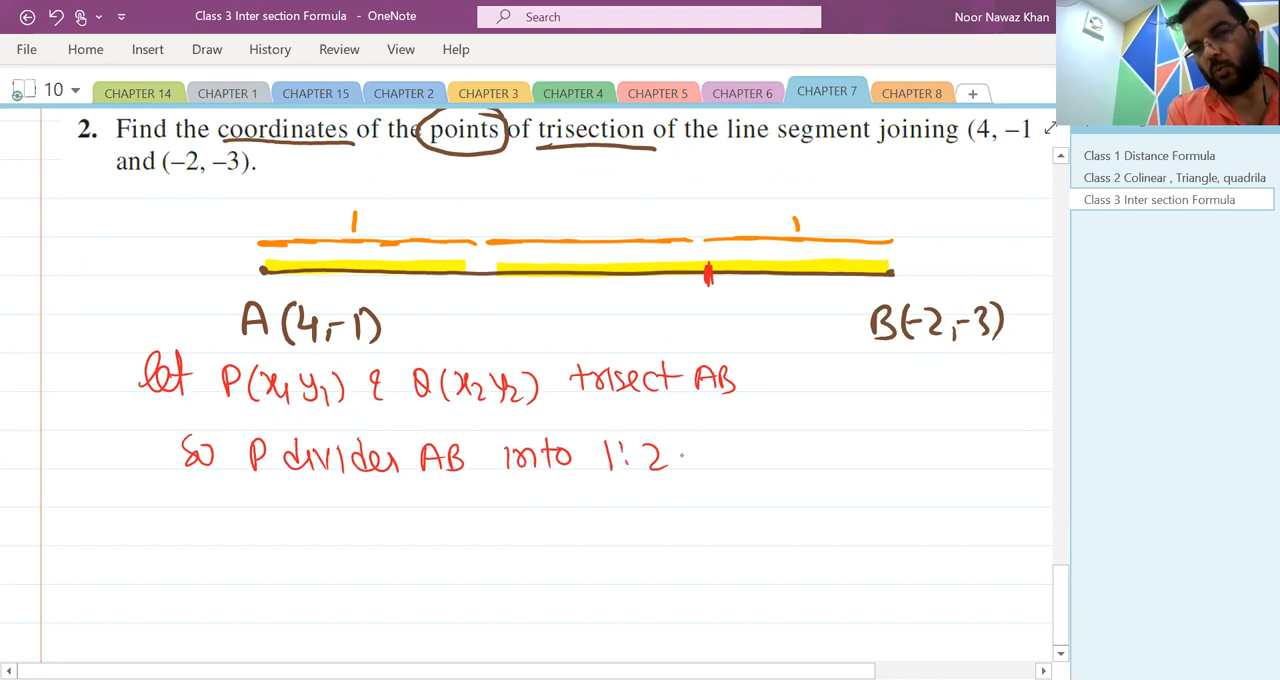 Class 3 Inter section Formula - OneNote
Search
Noor Nawaz Khan
File Home Insert Draw History Review View Help
10 CHAPTER 14 CHAPTER 1 CHAPTER 15 CHAPTER 2 CHAPTER 3 CHAPTER 4 CHAPTER 5 CHAPTER 6 CHAPTER 7 CHAPTER 8 +
Class 1 Distance Formula
Class 2 Colinear , Triangle, quadrila
Class 3 Inter section Formula
2. Find the coordinates of the points of trisection of the line segment joining (4, –1
and (–2, –3).
1 1
A (4,-1) B(-2,-3)
let P(x1 y1) & Q(x2 y2) trisect AB
So P divides AB into 1:2